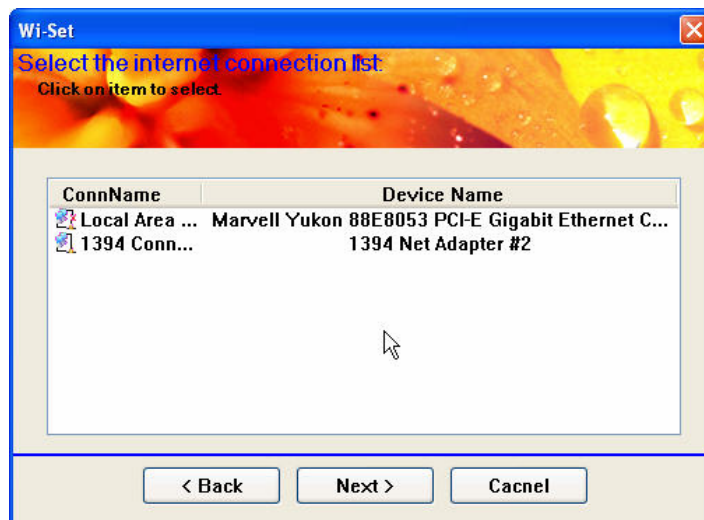 Wi-Set
Select the internet connection list:
Click on item to select.
ConnName Device Name
Local Area ... Marvell Yukon 88E8053 PCI-E Gigabit Ethernet C...
1394 Conn... 1394 Net Adapter #2
< Back Next > Cacnel